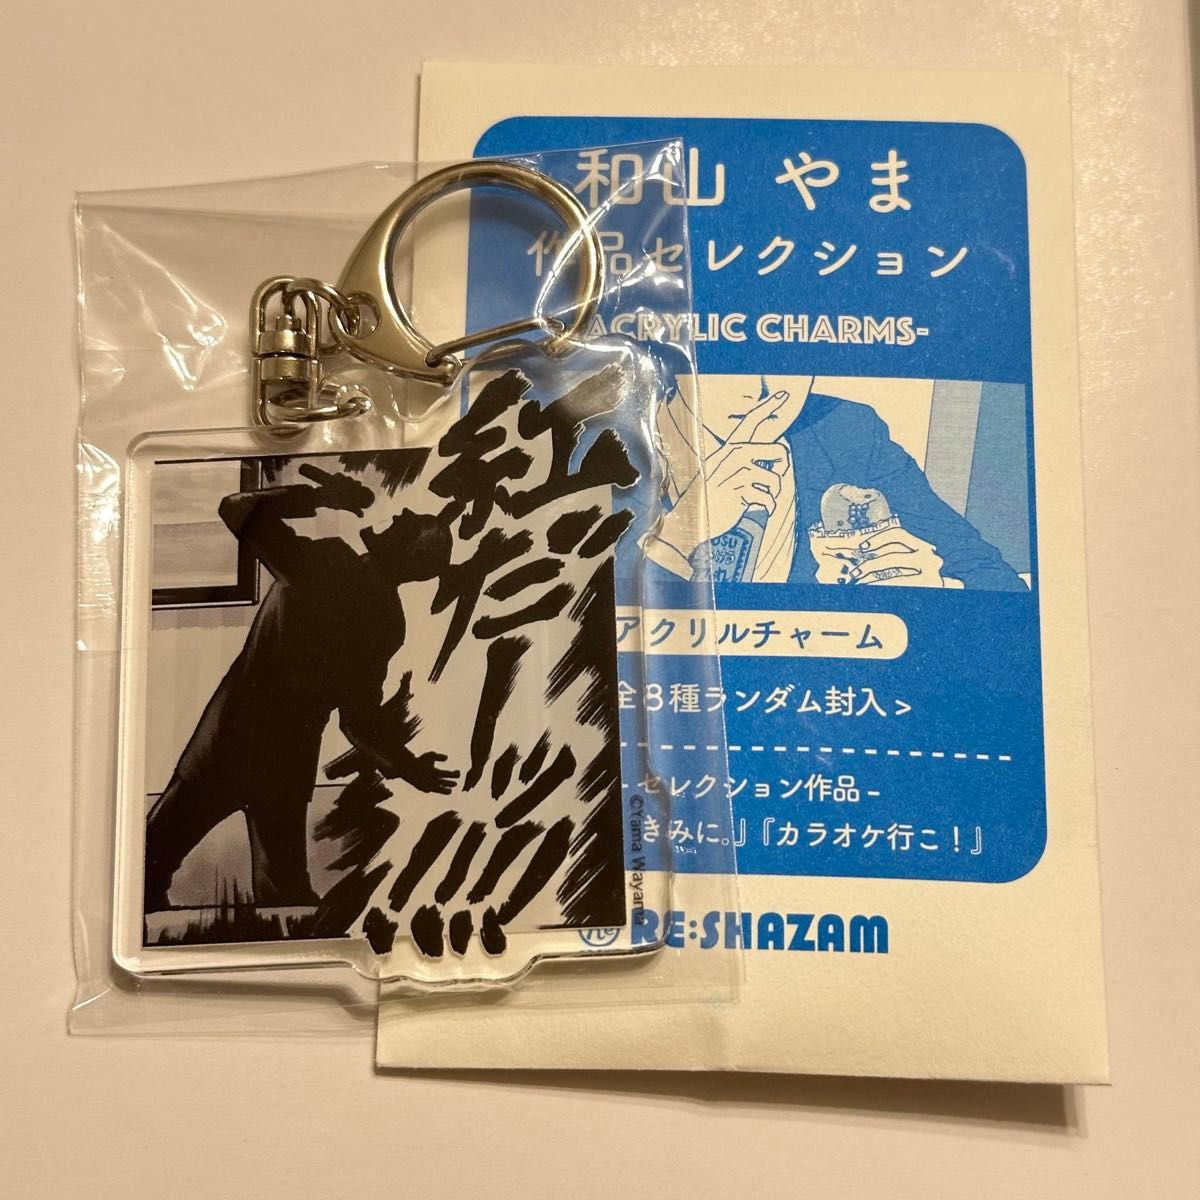 和山 やま
作品セレクション
-ACRYLIC CHARMS-
アクリルチャーム
全8種ランダム封入>
-セレクション作品-
きみに。』『カラオケ行こ!』
RE:SHAZAM
紅だーッ!!!!
©Yama Wayama